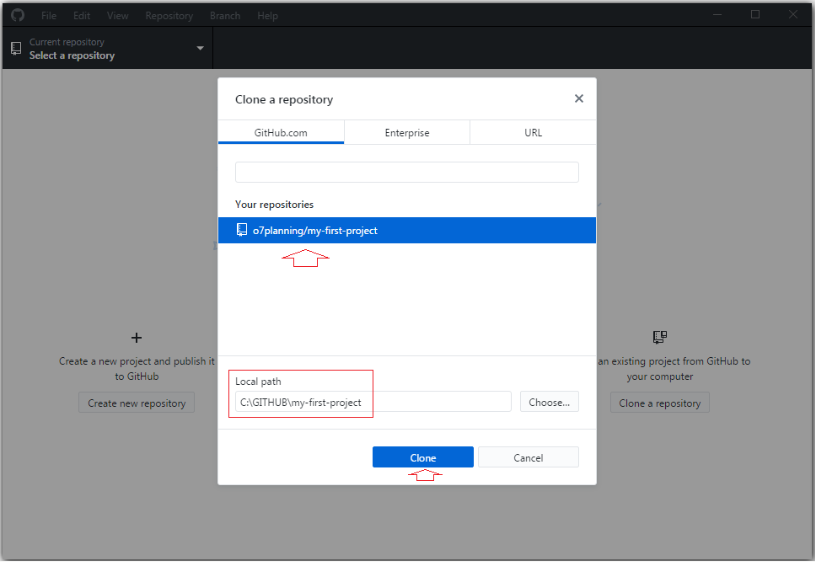 File Edit View Repository Branch Help
Current repository
Select a repository
Clone a repository
GitHub.com Enterprise URL
Your repositories
o7planning/my-first-project
Create a new project and publish it
to GitHub
Create new repository
an existing project from GitHub to
your computer
Clone a repository
Local path
C:\GITHUB\my-first-project
Choose...
Clone Cancel